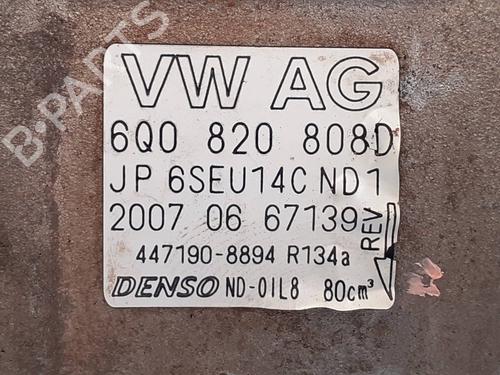 VW AG
6Q0 820 808D
JP 6SEU14C ND1
2007 06 67139
REV
447190-8894 R134a
DENSO ND-OIL8 80cm³
B-PARTS